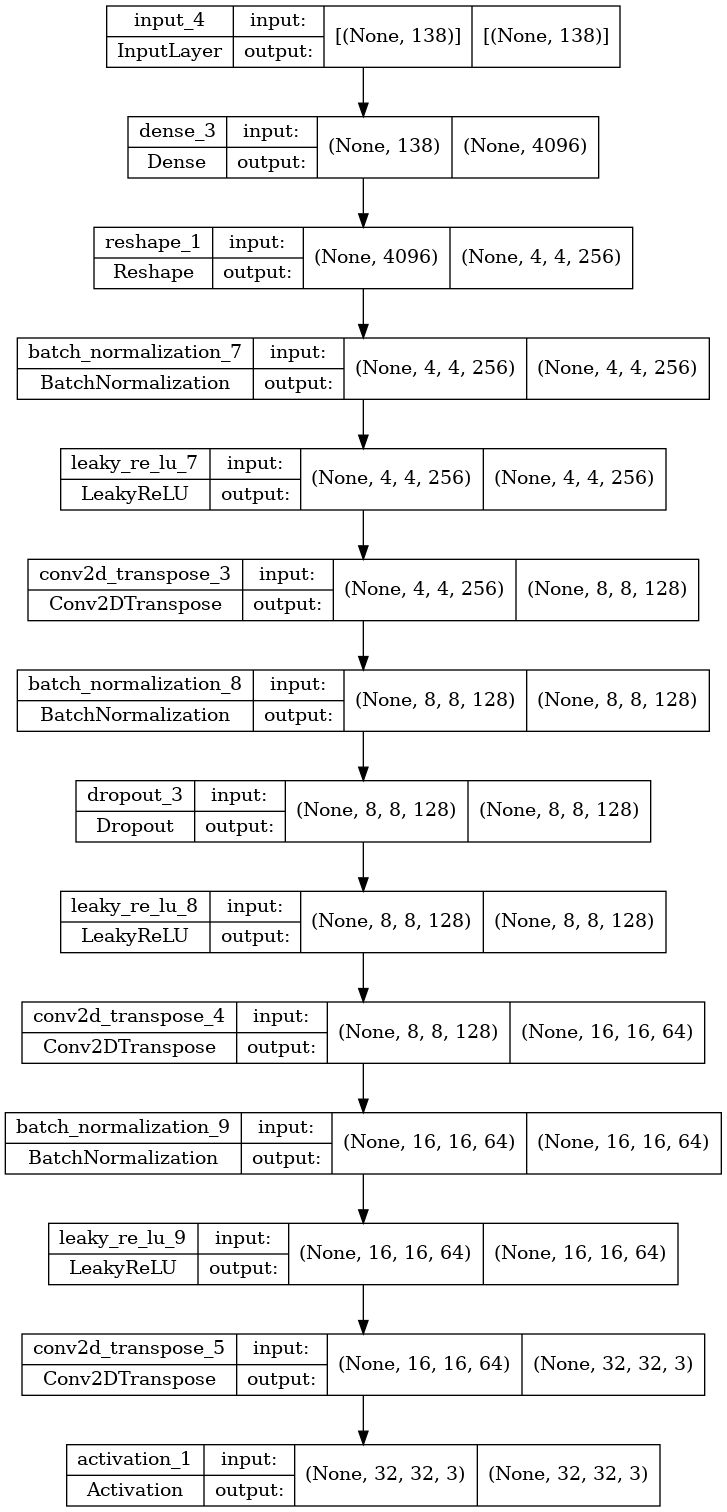 input_4 input: [(None, 138)] [(None, 138)]
InputLayer output:
dense_3 input: (None, 138) (None, 4096)
Dense output:
reshape_1 input: (None, 4096) (None, 4, 4, 256)
Reshape output:
batch_normalization_7 input: (None, 4, 4, 256) (None, 4, 4, 256)
BatchNormalization output:
leaky_re_lu_7 input: (None, 4, 4, 256) (None, 4, 4, 256)
LeakyReLU output:
conv2d_transpose_3 input: (None, 4, 4, 256) (None, 8, 8, 128)
Conv2DTranspose output:
batch_normalization_8 input: (None, 8, 8, 128) (None, 8, 8, 128)
BatchNormalization output:
dropout_3 input: (None, 8, 8, 128) (None, 8, 8, 128)
Dropout output:
leaky_re_lu_8 input: (None, 8, 8, 128) (None, 8, 8, 128)
LeakyReLU output:
conv2d_transpose_4 input: (None, 8, 8, 128) (None, 16, 16, 64)
Conv2DTranspose output:
batch_normalization_9 input: (None, 16, 16, 64) (None, 16, 16, 64)
BatchNormalization output:
leaky_re_lu_9 input: (None, 16, 16, 64) (None, 16, 16, 64)
LeakyReLU output:
conv2d_transpose_5 input: (None, 16, 16, 64) (None, 32, 32, 3)
Conv2DTranspose output:
activation_1 input: (None, 32, 32, 3) (None, 32, 32, 3)
Activation output: